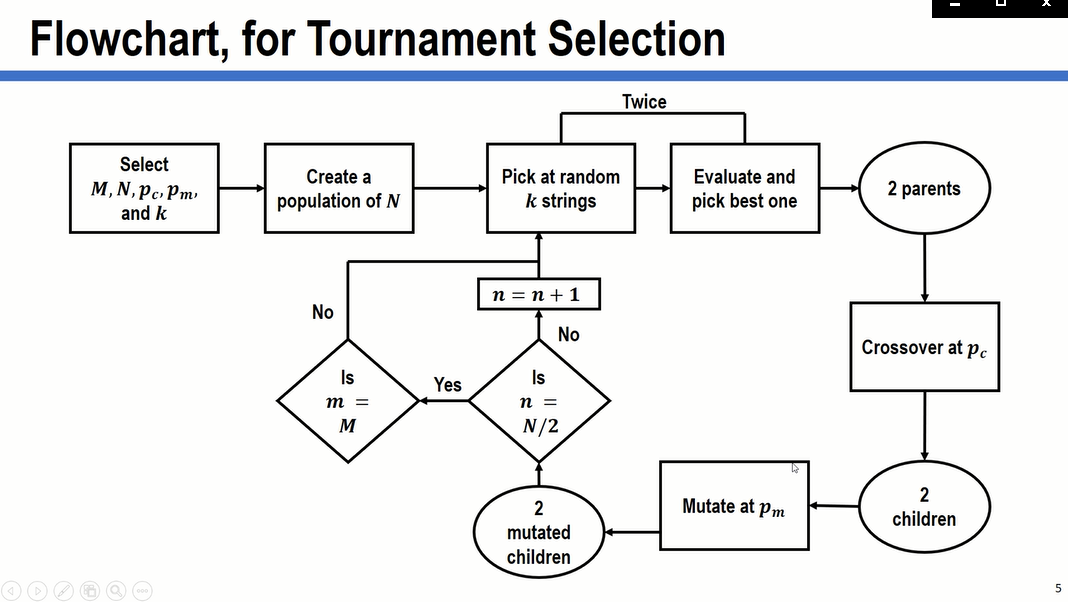 Flowchart, for Tournament Selection
Twice
Select
M, N, p_c, p_m,
and k
Create a
population of N
Pick at random
k strings
Evaluate and
pick best one
2 parents
n = n + 1
No
No
Crossover at p_c
Is
m =
M
Yes
Is
n =
N/2
Mutate at p_m
2
children
2
mutated
children
5